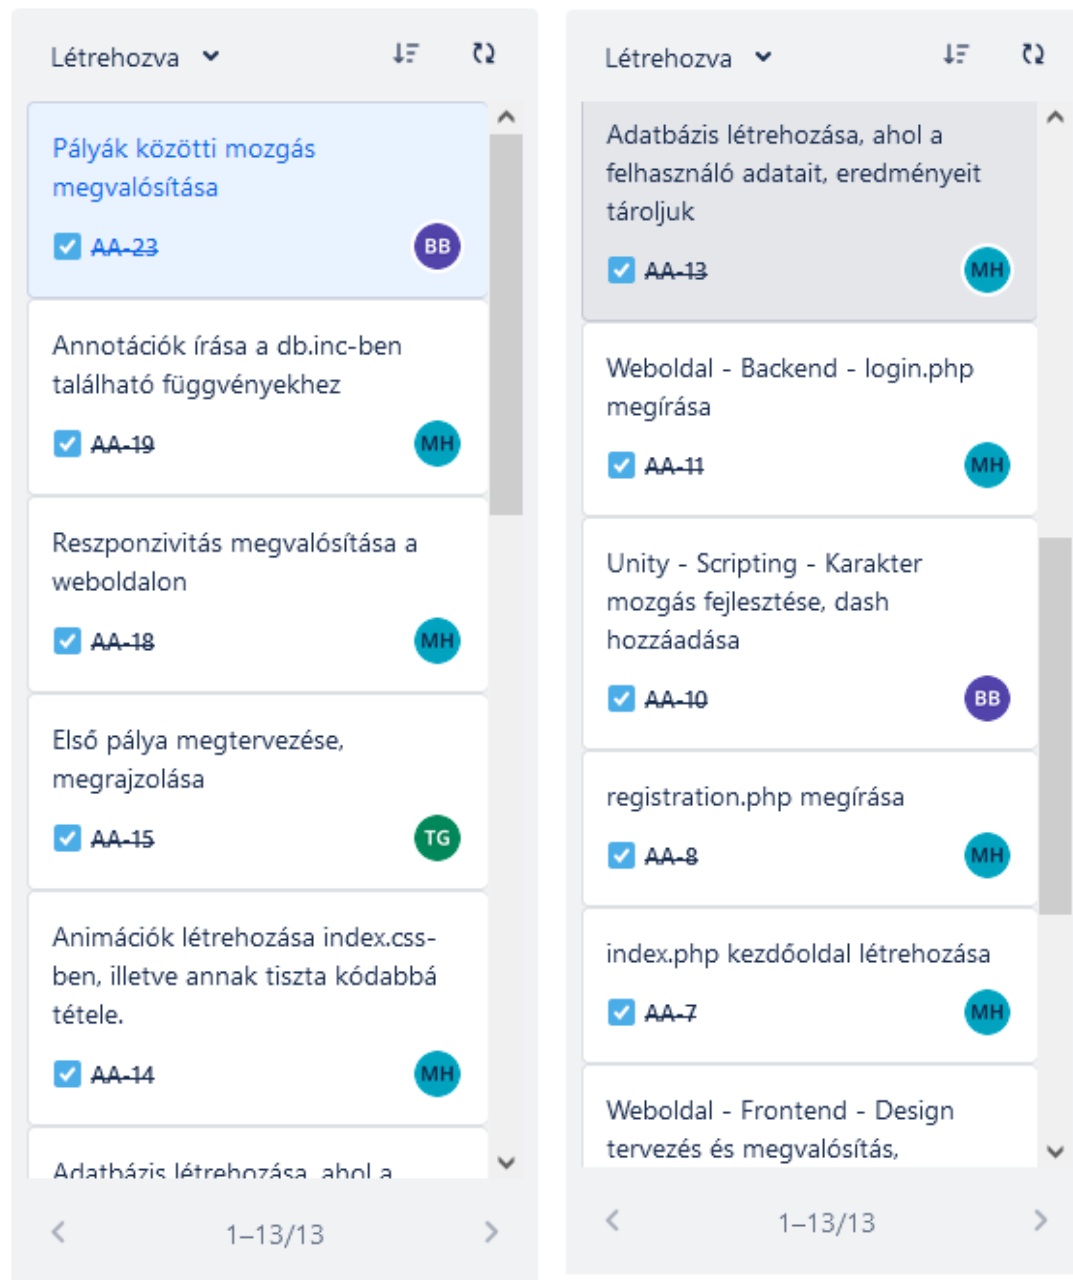 Létrehozva
Pályák közötti mozgás
megvalósítása
AA-23
BB
Annotációk írása a db.inc-ben
található függvényekhez
AA-19
MH
Reszponzivitás megvalósítása a
weboldalon
AA-18
MH
Első pálya megtervezése,
megrajzolása
AA-15
TG
Animációk létrehozása index.css-
ben, illetve annak tiszta kódabbá
tétele.
AA-14
MH
Adatbázis létrehozása, ahol a
1–13/13
Létrehozva
Adatbázis létrehozása, ahol a
felhasználó adatait, eredményeit
tároljuk
AA-13
MH
Weboldal - Backend - login.php
megírása
AA-11
MH
Unity - Scripting - Karakter
mozgás fejlesztése, dash
hozzáadása
AA-10
BB
registration.php megírása
AA-8
MH
index.php kezdőoldal létrehozása
AA-7
MH
Weboldal - Frontend - Design
tervezés és megvalósítás,
1–13/13